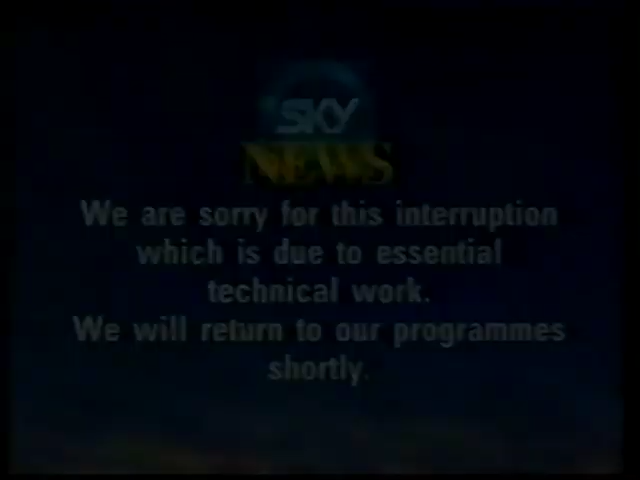 SKY
NEWS
We are sorry for this interruption
which is due to essential
technical work.
We will return to our programmes
shortly.